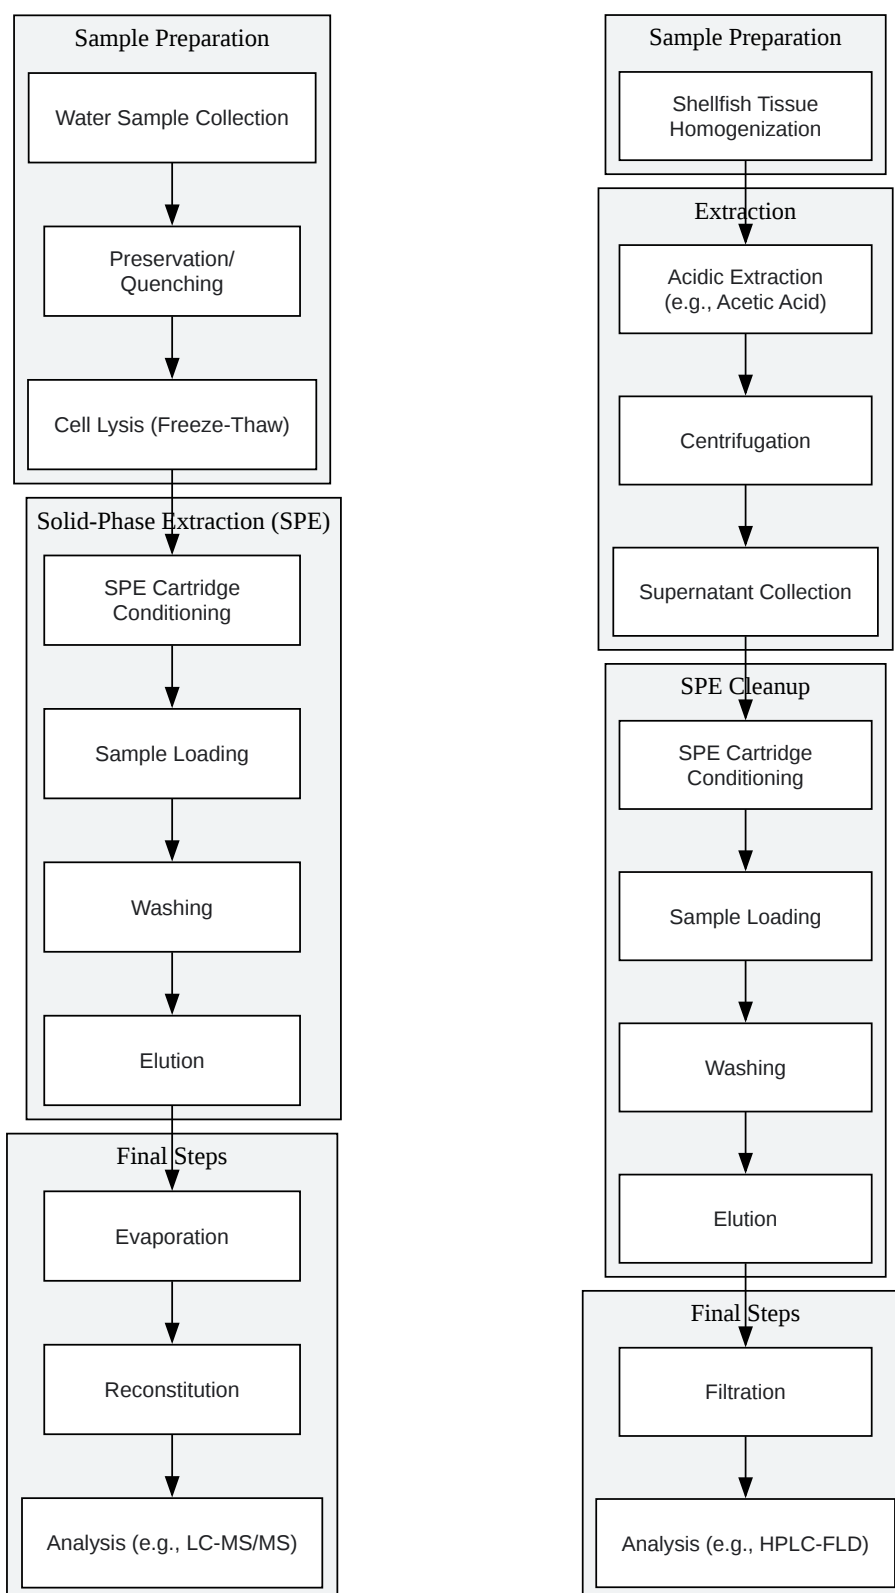 Sample Preparation
Water Sample Collection
Preservation/
Quenching
Cell Lysis (Freeze-Thaw)
Solid-Phase Extraction (SPE)
SPE Cartridge
Conditioning
Sample Loading
Washing
Elution
Final Steps
Evaporation
Reconstitution
Analysis (e.g., LC-MS/MS)
Sample Preparation
Shellfish Tissue
Homogenization
Extraction
Acidic Extraction
(e.g., Acetic Acid)
Centrifugation
Supernatant Collection
SPE Cleanup
SPE Cartridge
Conditioning
Sample Loading
Washing
Elution
Final Steps
Filtration
Analysis (e.g., HPLC-FLD)